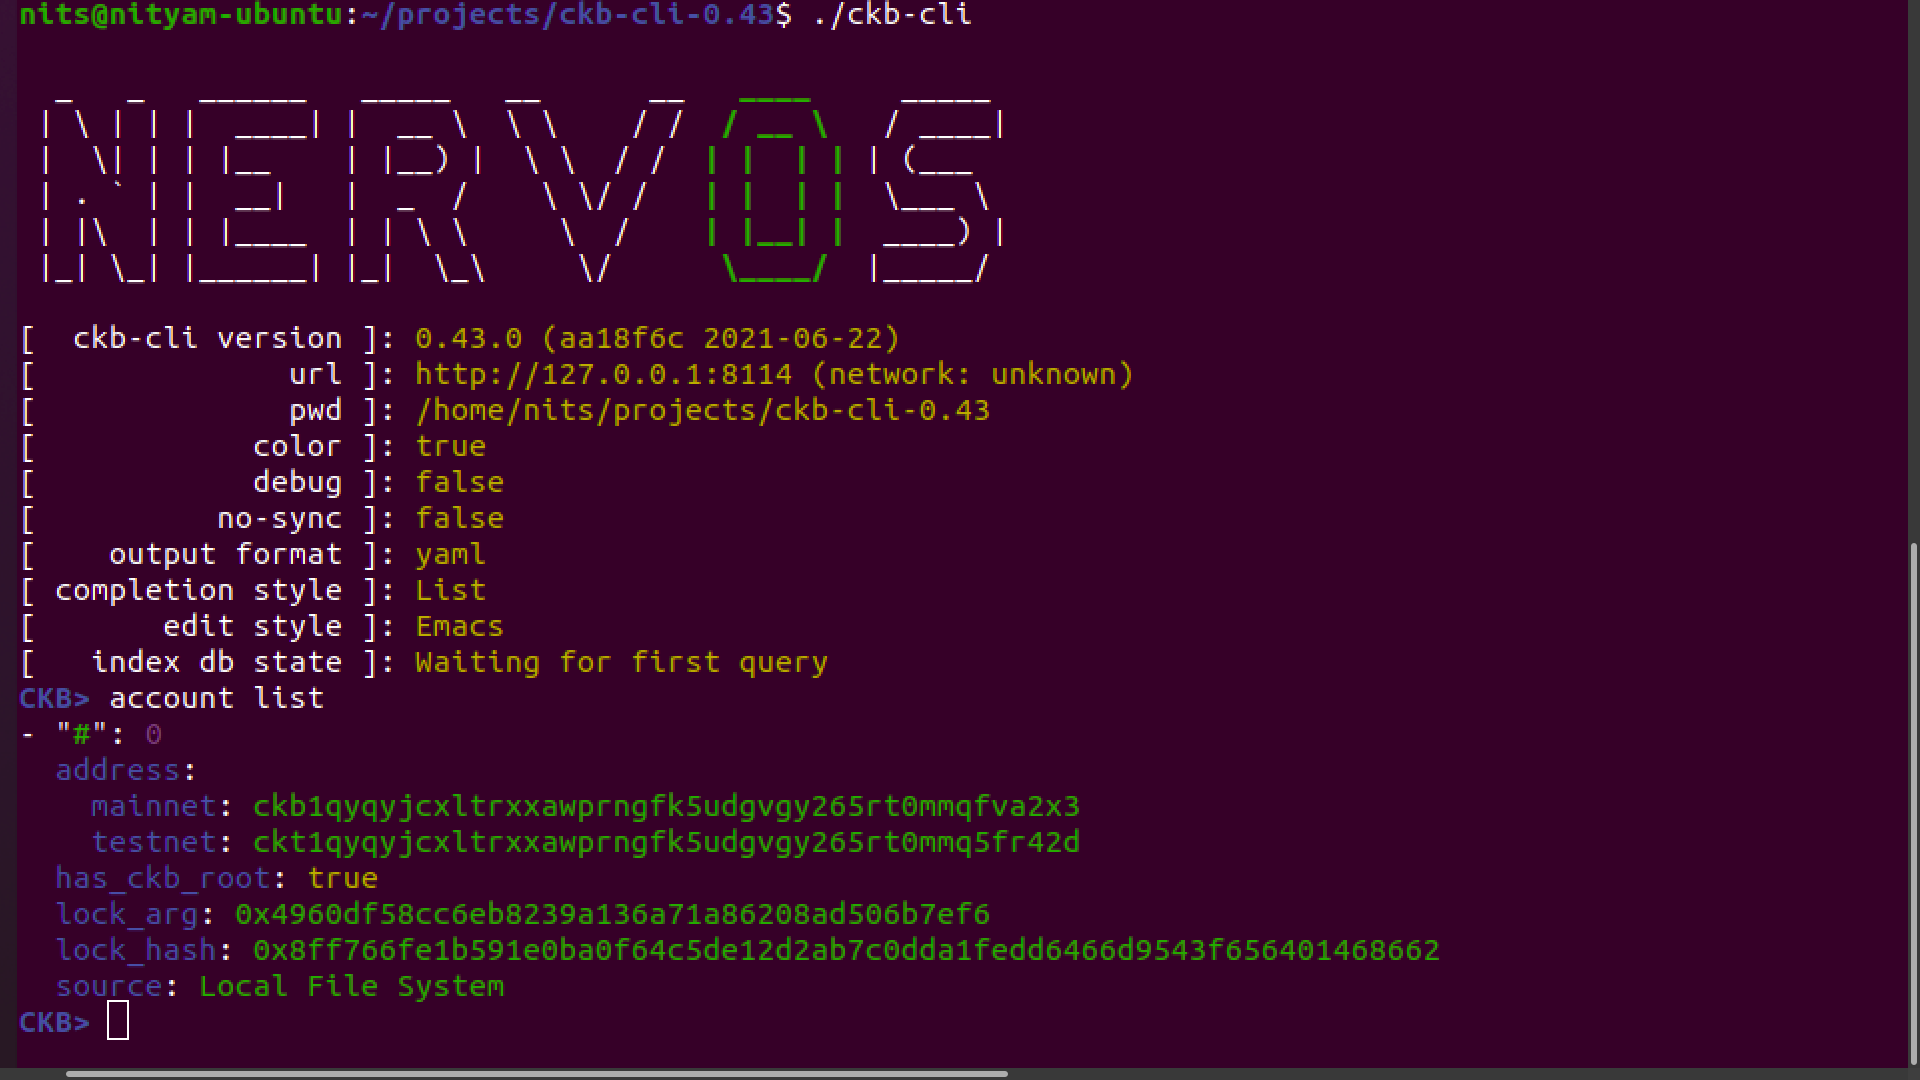 nits@nityam-ubuntu:~/projects/ckb-cli-0.43$ ./ckb-cli
NERVOS
[  ckb-cli version ]: 0.43.0 (aa18f6c 2021-06-22)
[              url ]: http://127.0.0.1:8114 (network: unknown)
[              pwd ]: /home/nits/projects/ckb-cli-0.43
[            color ]: true
[            debug ]: false
[          no-sync ]: false
[    output format ]: yaml
[ completion style ]: List
[       edit style ]: Emacs
[   index db state ]: Waiting for first query
CKB> account list
- "#": 0
  address:
    mainnet: ckb1qyqyjcxltrxxawprngfk5udgvgy265rt0mmqfva2x3
    testnet: ckt1qyqyjcxltrxxawprngfk5udgvgy265rt0mmq5fr42d
  has_ckb_root: true
  lock_arg: 0x4960df58cc6eb8239a136a71a86208ad506b7ef6
  lock_hash: 0x8ff766fe1b591e0ba0f64c5de12d2ab7c0dda1fedd6466d9543f656401468662
  source: Local File System
CKB>